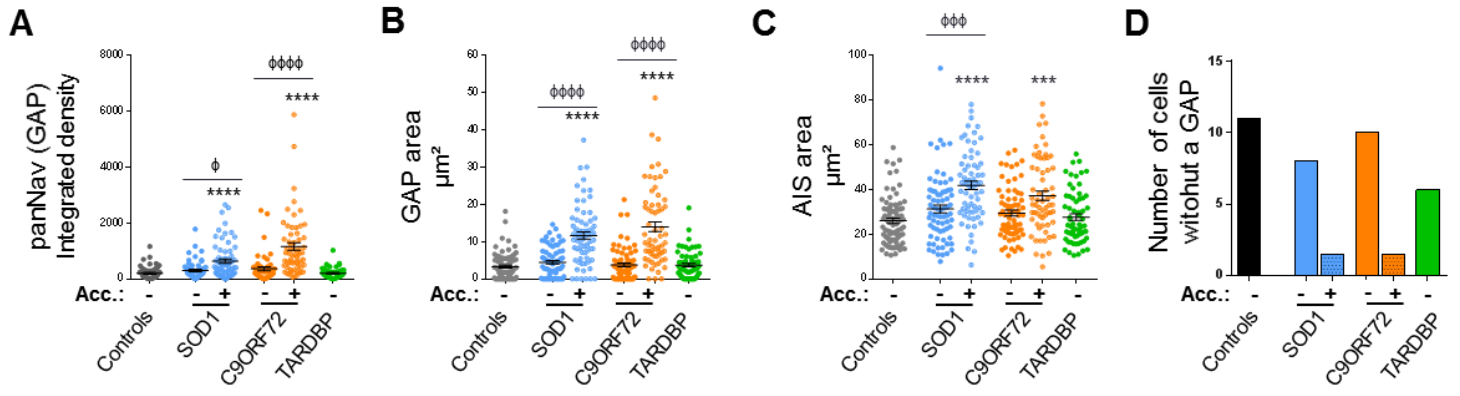 A
panNav (GAP)
Integrated density
8000
6000
4000
2000
0
ϕ
****
ϕϕϕϕ
****
Acc.: - - + - + -
Controls
SOD1
C9ORF72
TARDBP
B
GAP area
µm²
60
50
40
30
20
10
0
ϕϕϕϕ
****
ϕϕϕϕ
****
Acc.: - - + - + -
Controls
SOD1
C9ORF72
TARDBP
C
AIS area
µm²
100
80
60
40
20
0
ϕϕϕ
****
***
Acc.: - - + - + -
Controls
SOD1
C9ORF72
TARDBP
D
Number of cells
witohut a GAP
15
10
5
0
Acc.: - - + - + -
Controls
SOD1
C9ORF72
TARDBP